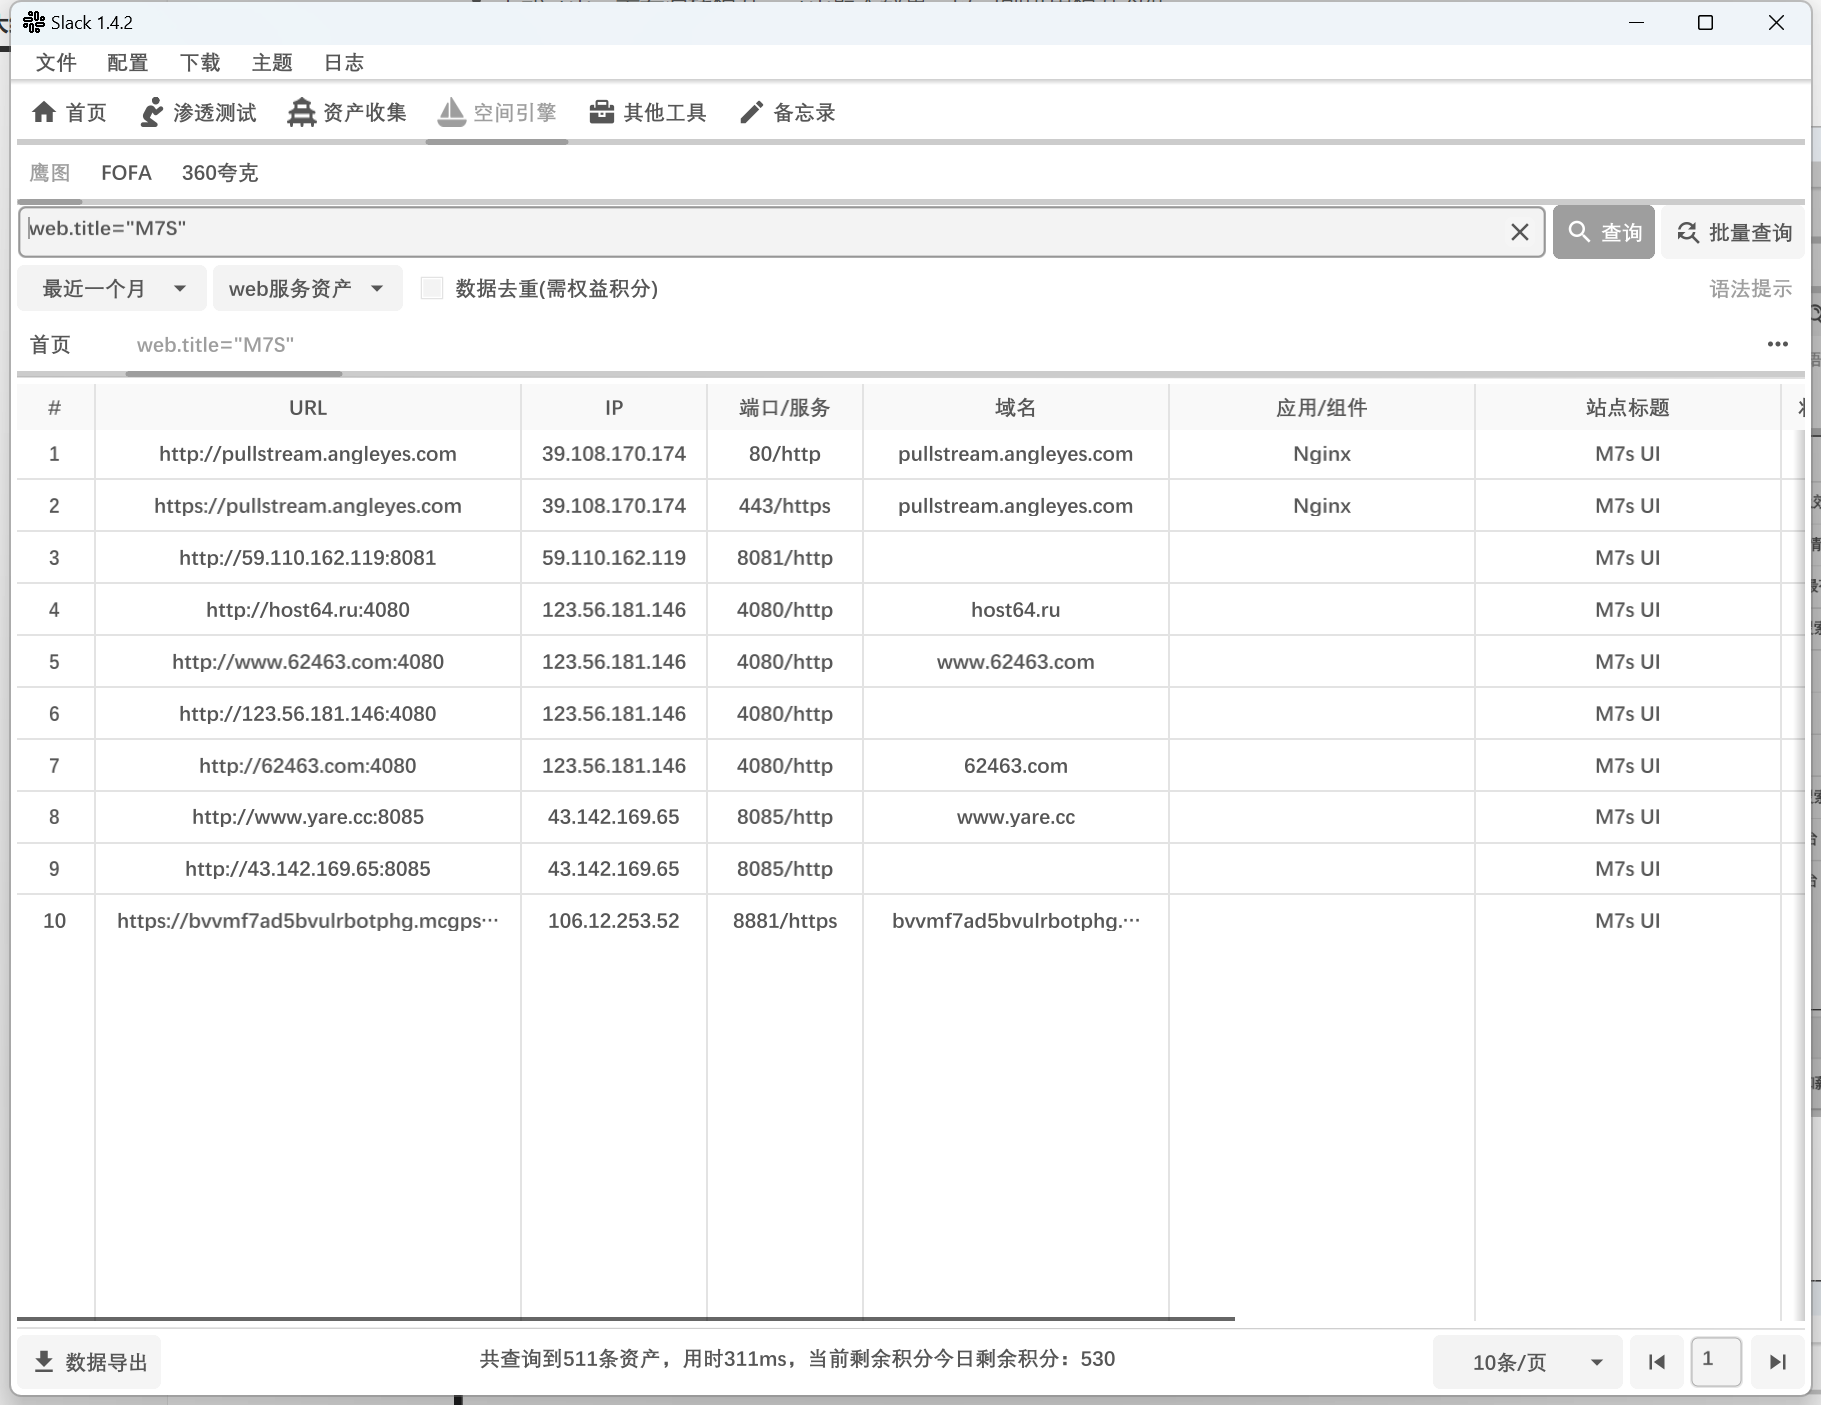 Slack 1.4.2
文件 配置 下载 主题 日志
首页 渗透测试 资产收集 空间引擎 其他工具 备忘录
鹰图 FOFA 360夸克
web.title="M7S" 查询 批量查询
最近一个月 web服务资产 数据去重(需权益积分) 语法提示
首页 web.title="M7S" •••
# URL IP 端口/服务 域名 应用/组件 站点标题
1 http://pullstream.angleyes.com 39.108.170.174 80/http pullstream.angleyes.com Nginx M7s UI
2 https://pullstream.angleyes.com 39.108.170.174 443/https pullstream.angleyes.com Nginx M7s UI
3 http://59.110.162.119:8081 59.110.162.119 8081/http M7s UI
4 http://host64.ru:4080 123.56.181.146 4080/http host64.ru M7s UI
5 http://www.62463.com:4080 123.56.181.146 4080/http www.62463.com M7s UI
6 http://123.56.181.146:4080 123.56.181.146 4080/http M7s UI
7 http://62463.com:4080 123.56.181.146 4080/http 62463.com M7s UI
8 http://www.yare.cc:8085 43.142.169.65 8085/http www.yare.cc M7s UI
9 http://43.142.169.65:8085 43.142.169.65 8085/http M7s UI
10 https://bvvmf7ad5bvulrbotphg.mcgps… 106.12.253.52 8881/https bvvmf7ad5bvulrbotphg.… M7s UI
数据导出 共查询到511条资产，用时311ms，当前剩余积分今日剩余积分：530 10条/页 1